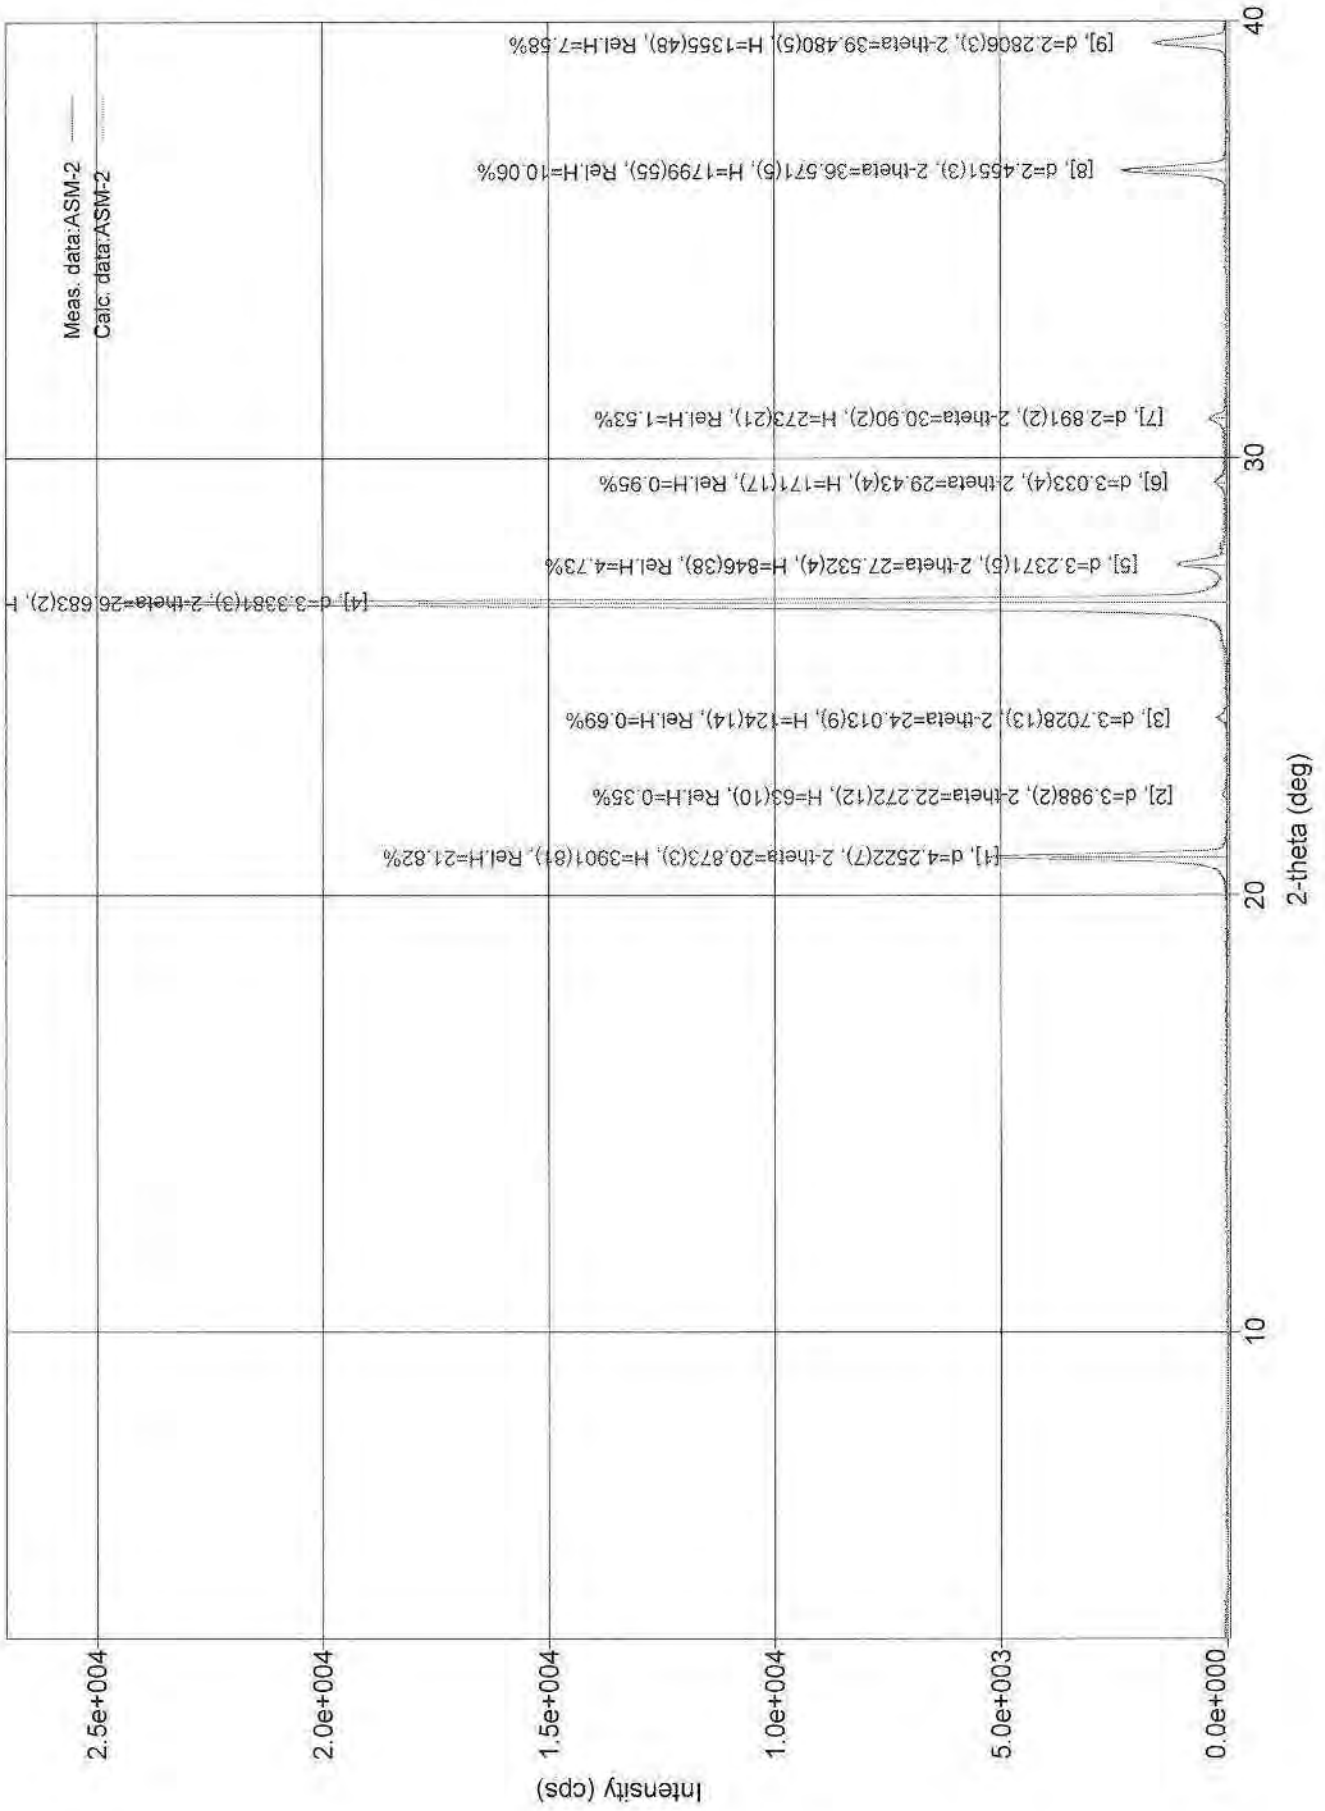 Meas. data:ASM-2
Calc. data:ASM-2
Intensity (cps)
2.5e+004
2.0e+004
1.5e+004
1.0e+004
5.0e+003
0.0e+000
[1], d=4.2522(7), 2-theta=20.873(3), H=3901(81), Rel.H=21.82%
[2], d=3.988(2), 2-theta=22.272(12), H=63(10), Rel.H=0.35%
[3], d=3.7028(13), 2-theta=24.013(9), H=124(14), Rel.H=0.69%
[4], d=3.3381(3), 2-theta=26.683(2), H
[5], d=3.2371(5), 2-theta=27.532(4), H=846(38), Rel.H=4.73%
[6], d=3.033(4), 2-theta=29.43(4), H=171(17), Rel.H=0.95%
[7], d=2.891(2), 2-theta=30.90(2), H=273(21), Rel.H=1.53%
[8], d=2.4551(3), 2-theta=36.571(5), H=1799(55), Rel.H=10.06%
[9], d=2.2806(3), 2-theta=39.480(5), H=1355(48), Rel.H=7.58%
10
20
30
40
2-theta (deg)